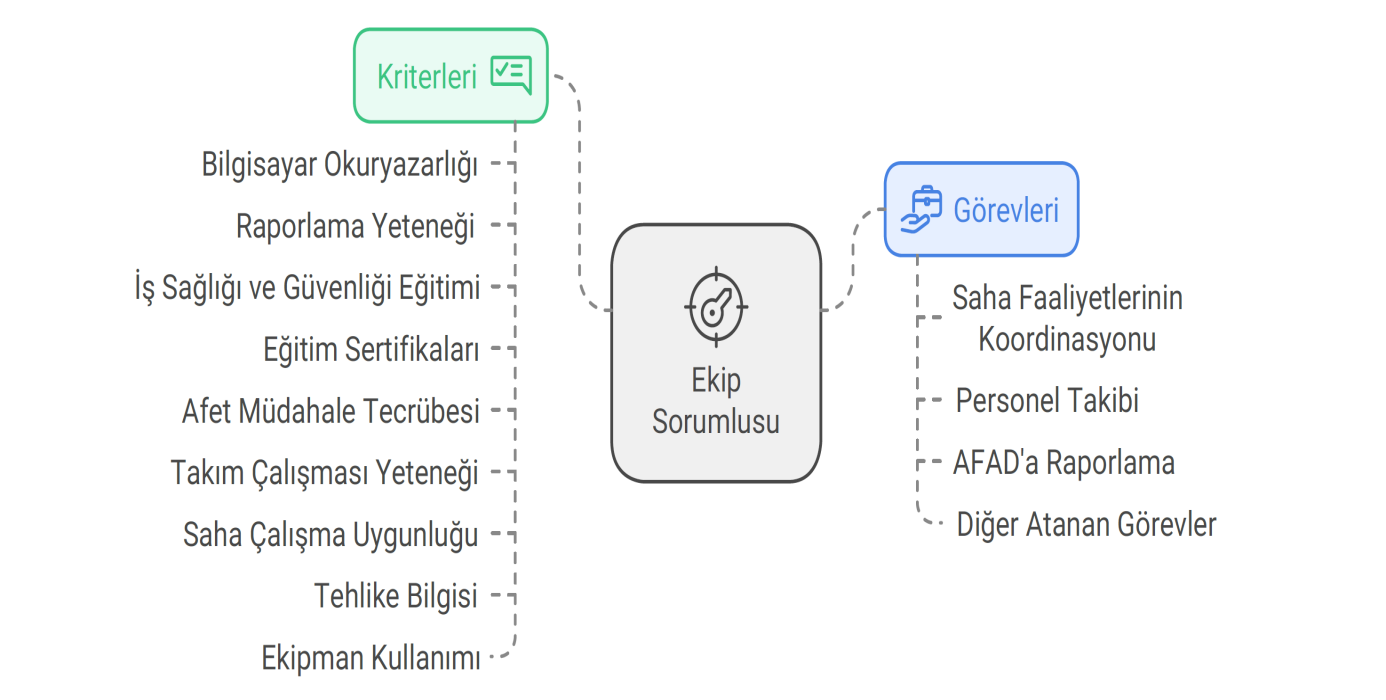 Kriterleri
Bilgisayar Okuryazarlığı
Raporlama Yeteneği
İş Sağlığı ve Güvenliği Eğitimi
Eğitim Sertifikaları
Afet Müdahale Tecrübesi
Takım Çalışması Yeteneği
Saha Çalışma Uygunluğu
Tehlike Bilgisi
Ekipman Kullanımı
Ekip
Sorumlusu
Görevleri
Saha Faaliyetlerinin
Koordinasyonu
Personel Takibi
AFAD'a Raporlama
Diğer Atanan Görevler